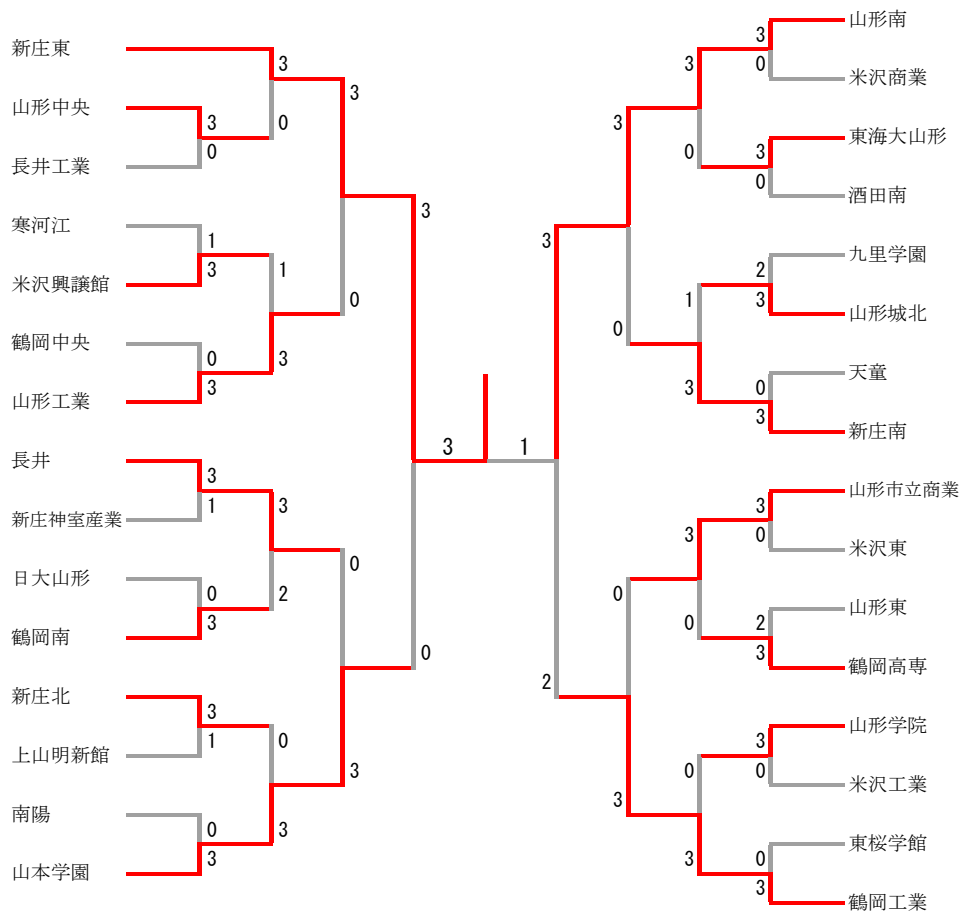 新庄東
山形中央
長井工業
寒河江
米沢興譲館
鶴岡中央
山形工業
長井
新庄神室産業
日大山形
鶴岡南
新庄北
上山明新館
南陽
山本学園
3
0
1
3
0
3
3
1
0
3
3
1
0
3
3
0
1
3
3
2
0
3
3
0
0
3
3
0
3
1
3
2
3
0
0
3
3
0
1
3
3
0
0
3
3
0
3
0
2
3
0
3
3
0
2
3
3
0
0
3
山形南
米沢商業
東海大山形
酒田南
九里学園
山形城北
天童
新庄南
山形市立商業
米沢東
山形東
鶴岡高専
山形学院
米沢工業
東桜学館
鶴岡工業